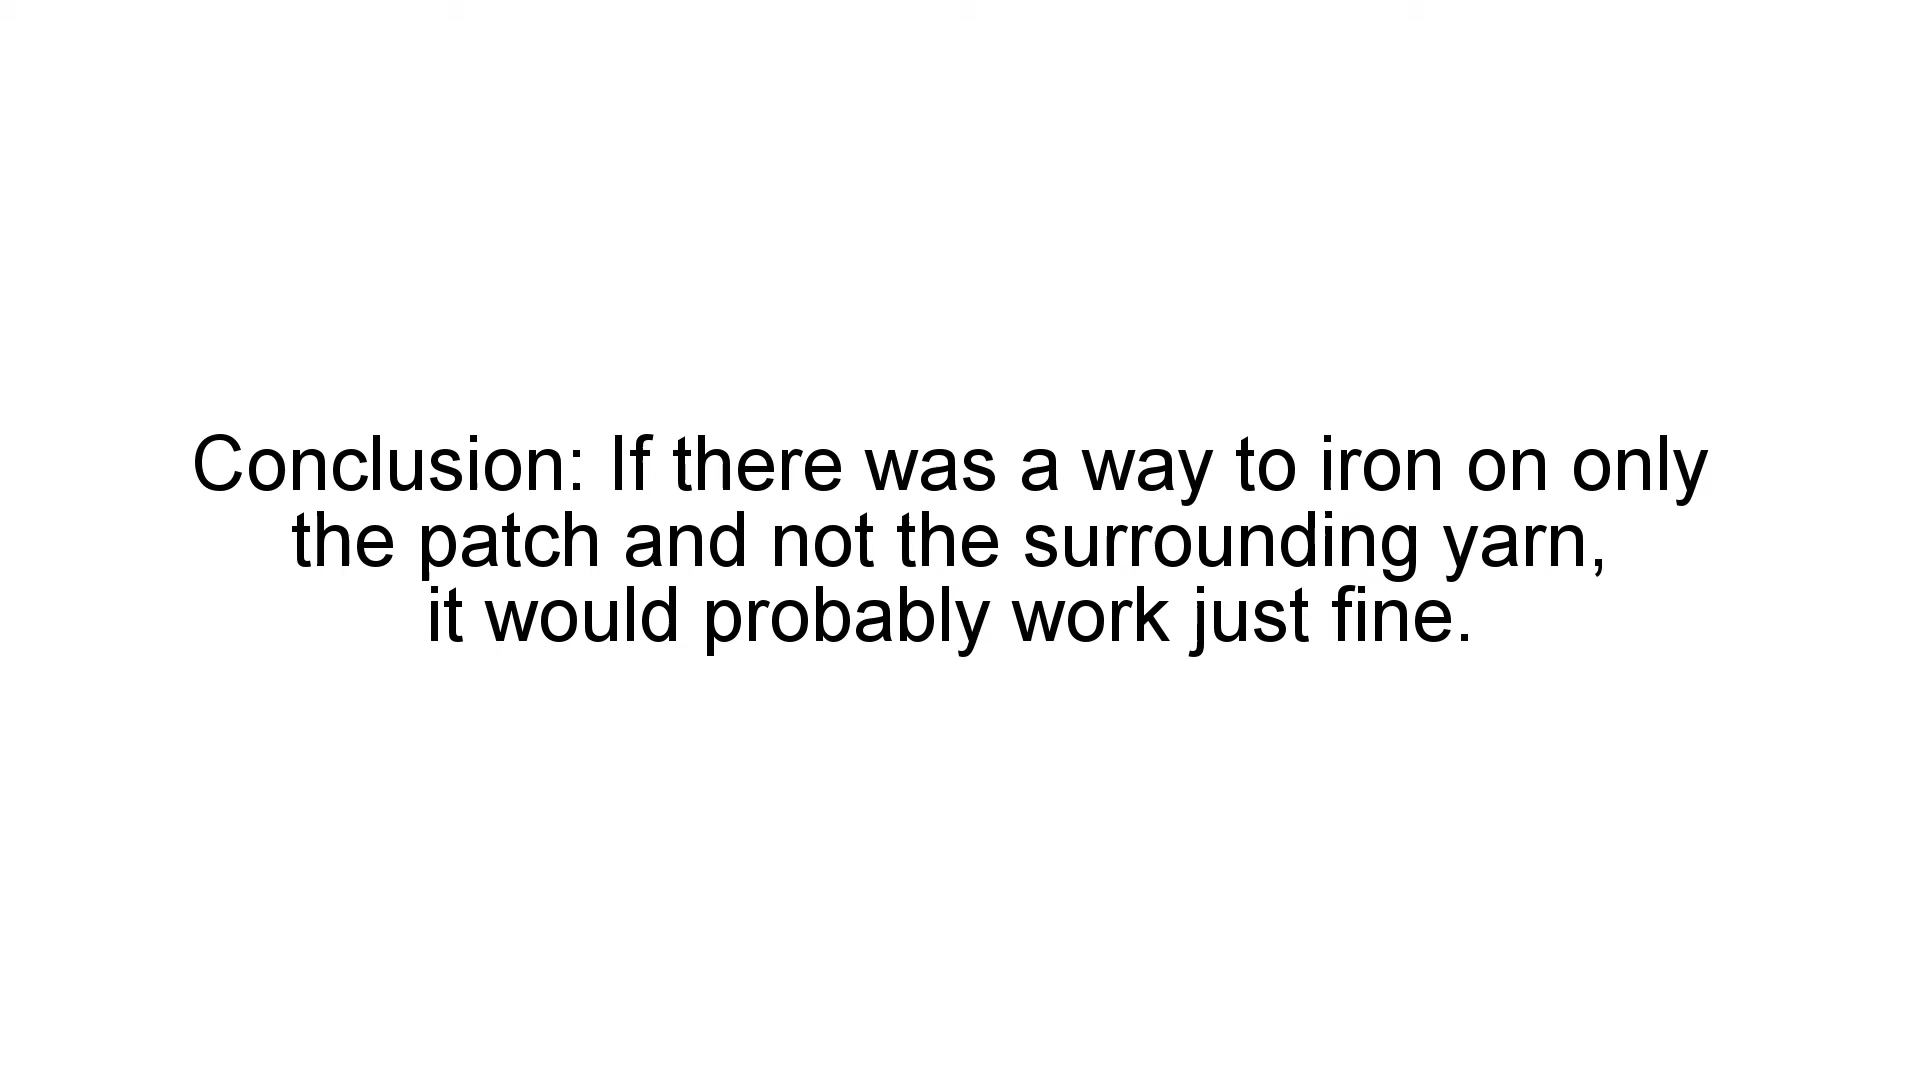 Conclusion: If there was a way to iron on only
the patch and not the surrounding yarn,
it would probably work just fine.